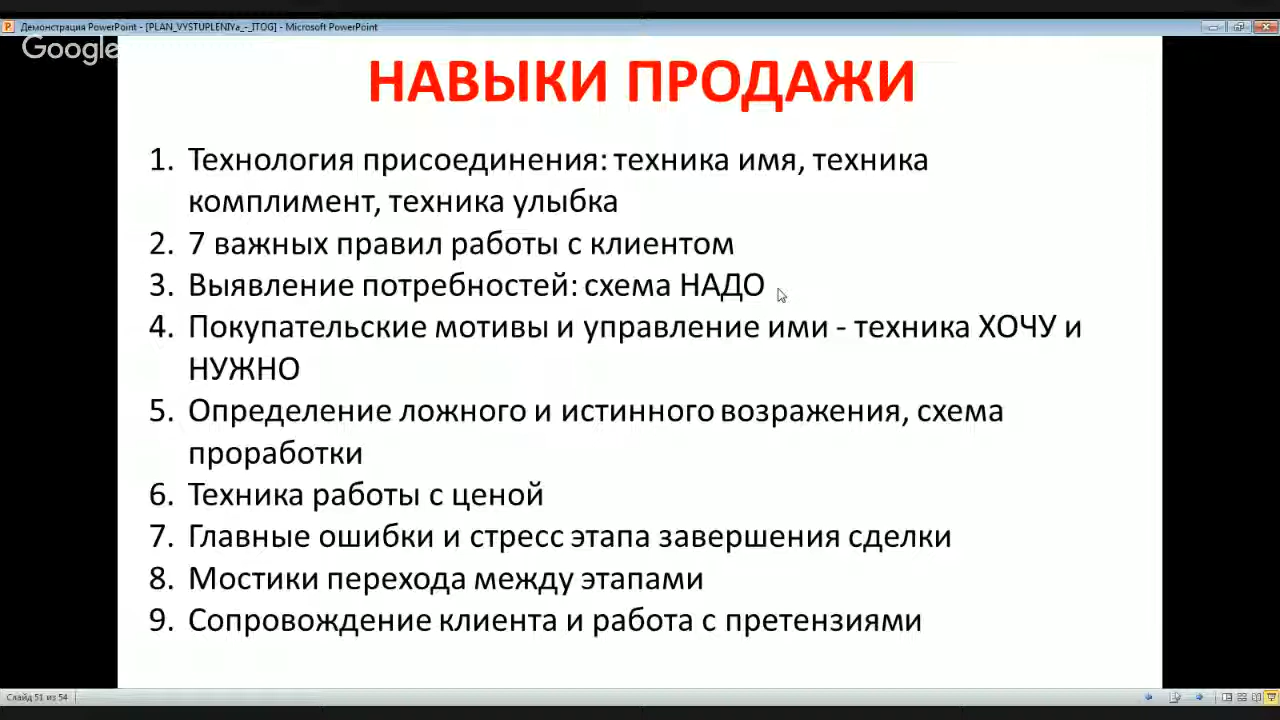 Демонстрация PowerPoint - [PLAN_VYSTUPLENIYa_-_ITOG] - Microsoft PowerPoint
Google
НАВЫКИ ПРОДАЖИ
1. Технология присоединения: техника имя, техника
комплимент, техника улыбка
2. 7 важных правил работы с клиентом
3. Выявление потребностей: схема НАДО
4. Покупательские мотивы и управление ими - техника ХОЧУ и
НУЖНО
5. Определение ложного и истинного возражения, схема
проработки
6. Техника работы с ценой
7. Главные ошибки и стресс этапа завершения сделки
8. Мостики перехода между этапами
9. Сопровождение клиента и работа с претензиями
Слайд 51 из 54